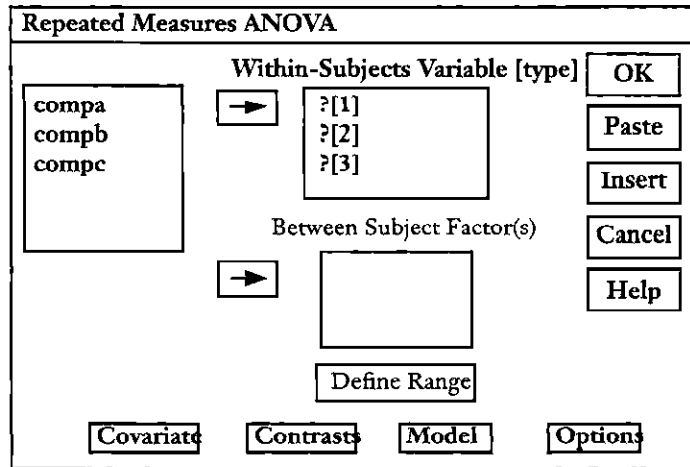 Repeated Measures ANOVA
Within-Subjects Variable [type]
compa
compb
compc
?[1]
?[2]
?[3]
OK
Paste
Insert
Cancel
Help
Between Subject Factor(s)
Define Range
Covariate
Contrasts
Model
Options